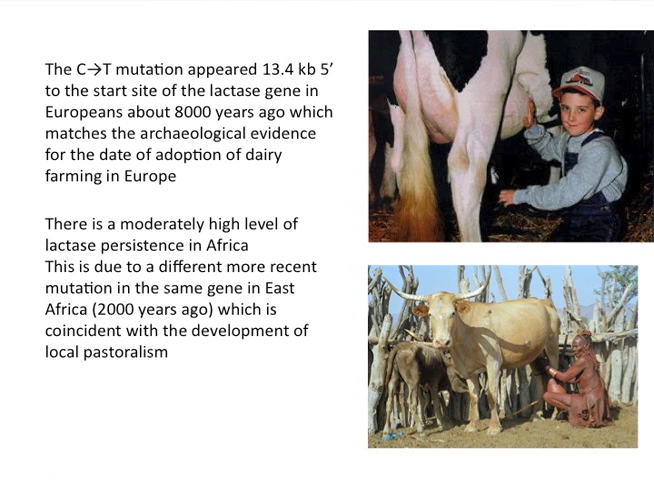 The C→T mutation appeared 13.4 kb 5’
to the start site of the lactase gene in
Europeans about 8000 years ago which
matches the archaeological evidence
for the date of adoption of dairy
farming in Europe
There is a moderately high level of
lactase persistence in Africa
This is due to a different more recent
mutation in the same gene in East
Africa (2000 years ago) which is
coincident with the development of
local pastoralism